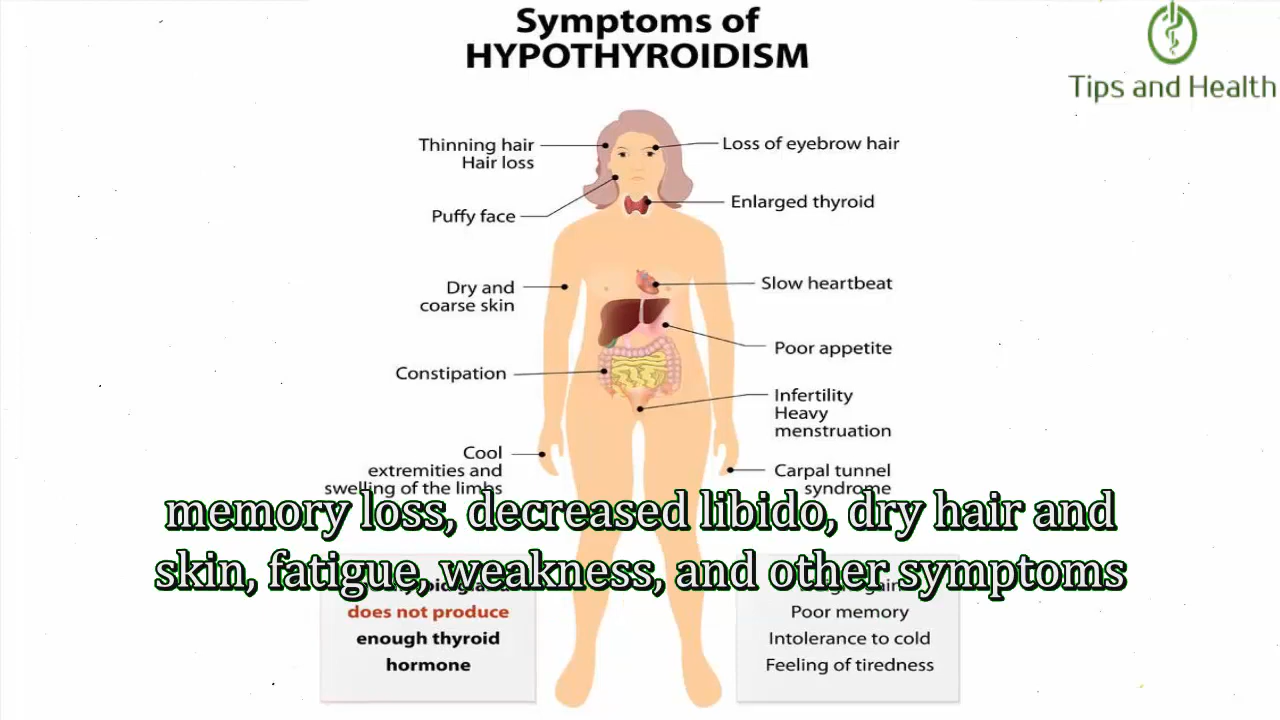 Symptoms of
HYPOTHYROIDISM
Tips and Health
Thinning hair
Hair loss
Loss of eyebrow hair
Puffy face
Enlarged thyroid
Dry and
coarse skin
Slow heartbeat
Poor appetite
Constipation
Infertility
Heavy
menstruation
Cool
extremities and
swelling of the limbs
Carpal tunnel
syndrome
memory loss, decreased libido, dry hair and
skin, fatigue, weakness, and other symptoms
does not produce
enough thyroid
hormone
Poor memory
Intolerance to cold
Feeling of tiredness